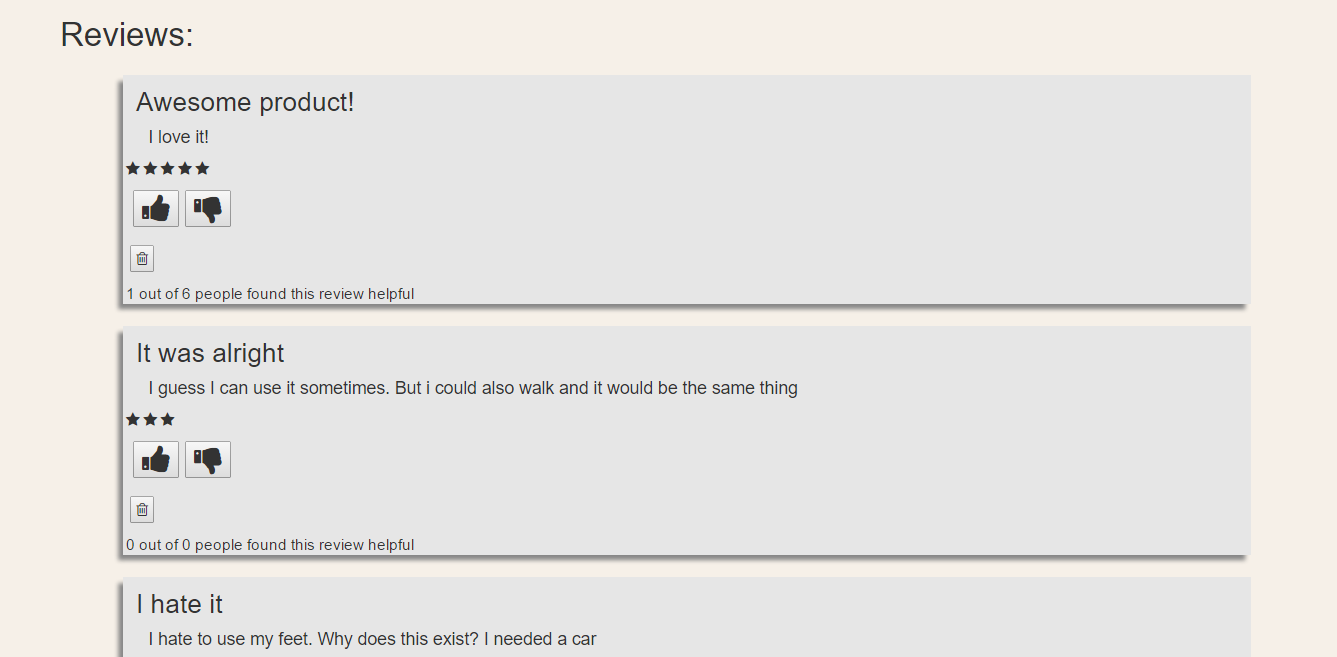 Reviews:
Awesome product!
I love it!
1 out of 6 people found this review helpful
It was alright
I guess I can use it sometimes. But i could also walk and it would be the same thing
0 out of 0 people found this review helpful
I hate it
I hate to use my feet. Why does this exist? I needed a car